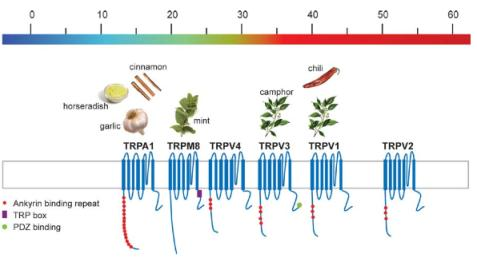 0 10 20 30 40 50 60
cinnamon
chili
horseradish
camphor
garlic
mint
TRPA1 TRPM8 TRPV4 TRPV3 TRPV1 TRPV2
Ankyrin binding repeat
TRP box
PDZ binding